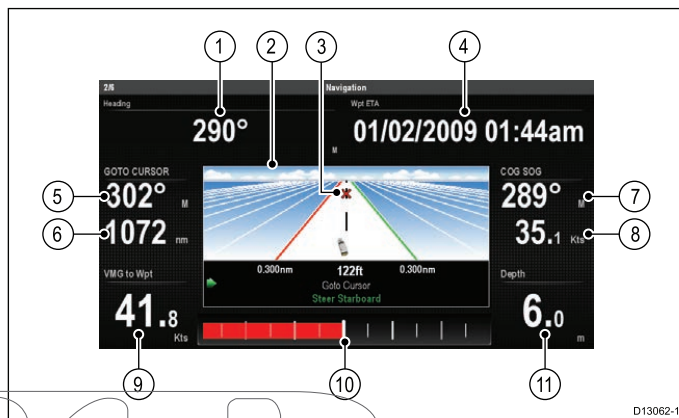 1 2 3 4
2/6 Navigation
Heading Wpt ETA
290° M 01/02/2009 01:44am
GOTO CURSOR COG SOG
5 302° M 289° M 7
6 1072 nm 35.1 Kts 8
0.300nm 122ft 0.300nm
VMG to Wpt Goto Cursor Depth
Steer Starboard
41.8 Kts 6.0 m
9 10 11
D13062-1